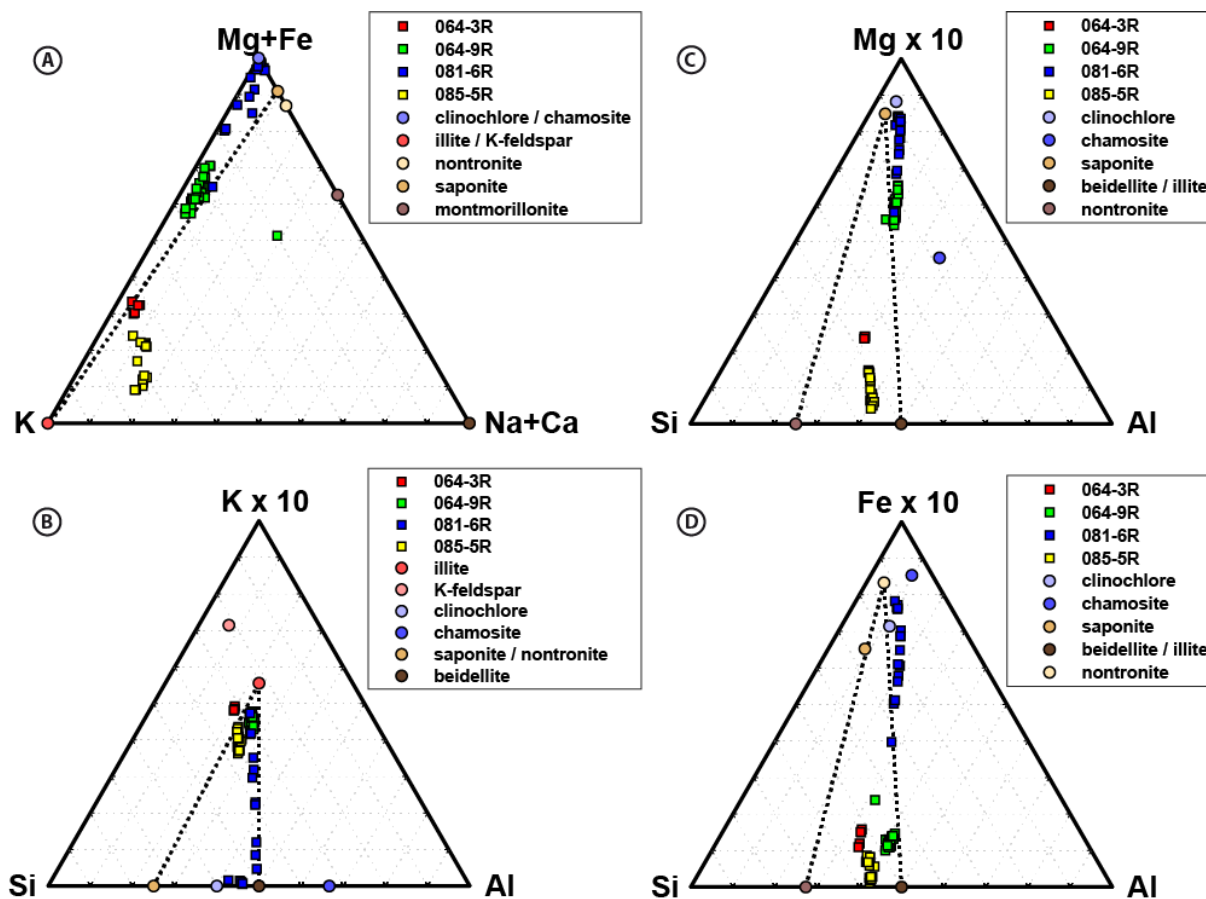 A
Mg+Fe
K
Na+Ca
064-3R
064-9R
081-6R
085-5R
clinochlore / chamosite
illite / K-feldspar
nontronite
saponite
montmorillonite
C
Mg x 10
Si
Al
064-3R
064-9R
081-6R
085-5R
clinochlore
chamosite
saponite
beidellite / illite
nontronite
B
K x 10
Si
Al
064-3R
064-9R
081-6R
085-5R
illite
K-feldspar
clinochlore
chamosite
saponite / nontronite
beidellite
D
Fe x 10
Si
Al
064-3R
064-9R
081-6R
085-5R
clinochlore
chamosite
saponite
beidellite / illite
nontronite